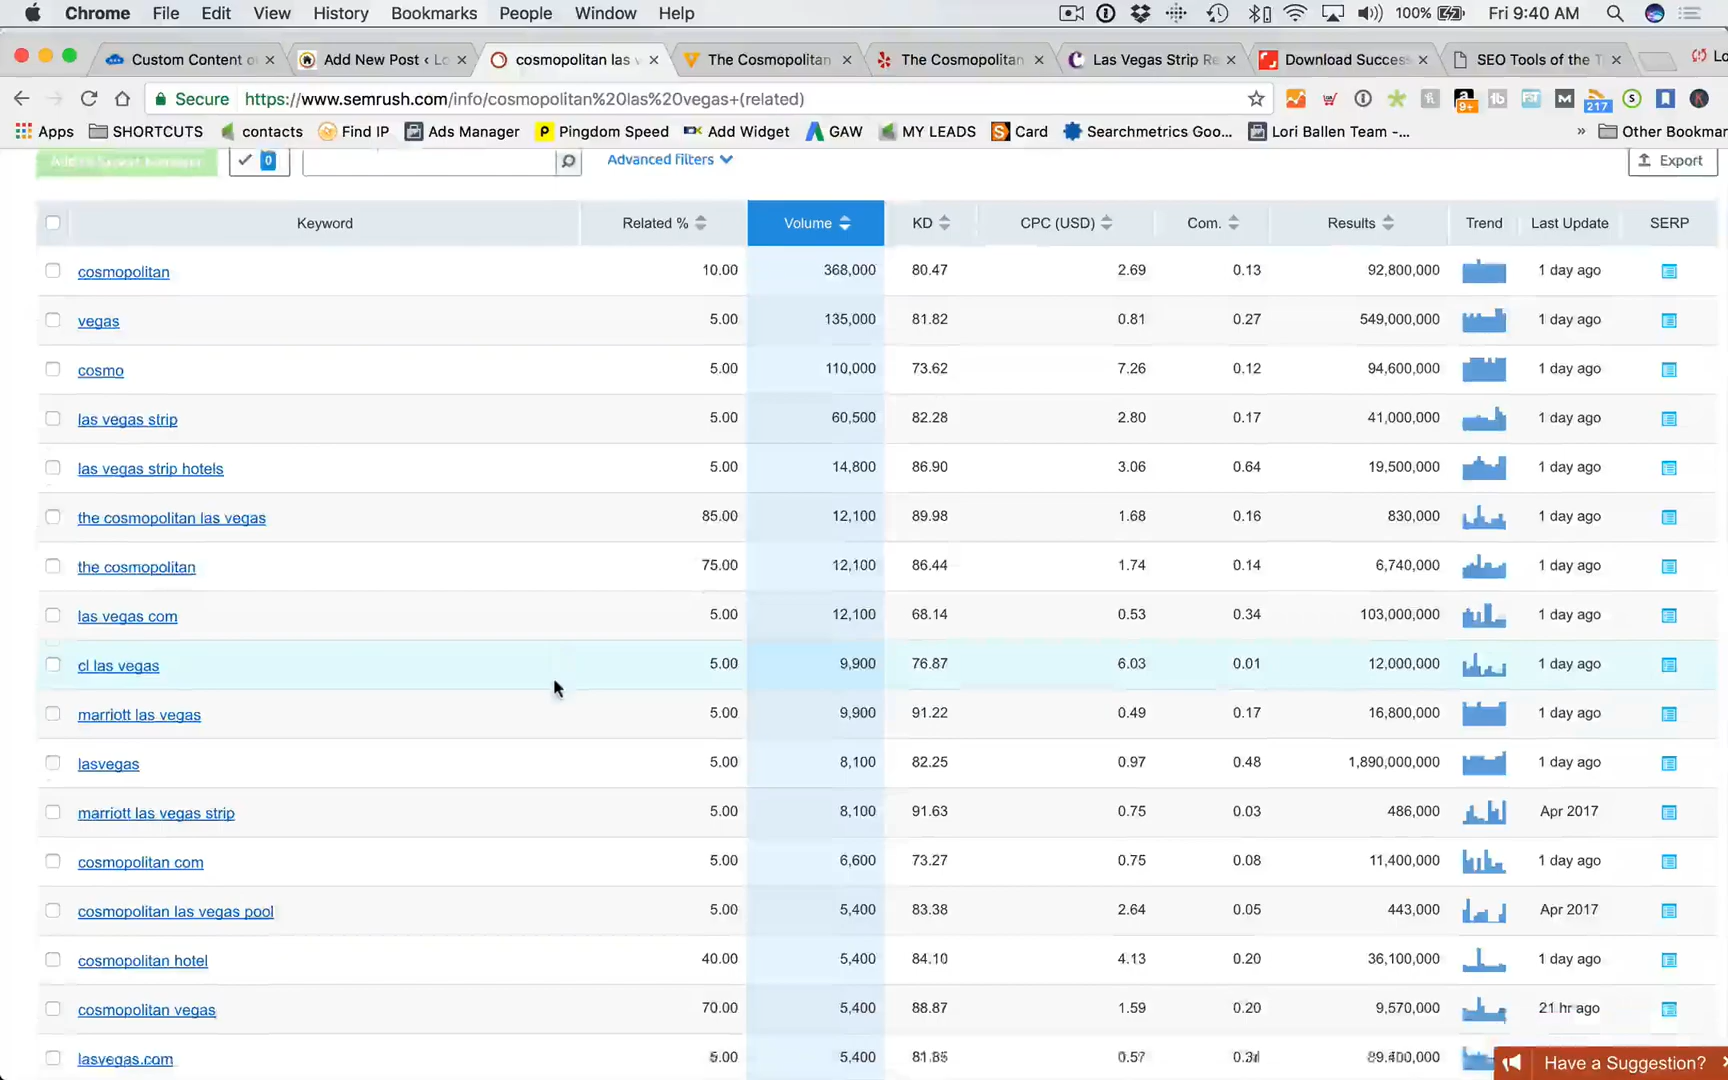 Chrome File Edit View History Bookmarks People Window Help 100% Fri 9:40 AM
Custom Content o Add New Post ‹ Lo cosmopolitan las v The Cosmopolitan The Cosmopolitan Las Vegas Strip Re Download Succes SEO Tools of the T Lo
Secure https://www.semrush.com/info/cosmopolitan%20las%20vegas+(related) 9+ 217
Apps SHORTCUTS contacts Find IP Ads Manager Pingdom Speed Add Widget GAW MY LEADS Card Searchmetrics Goo... Lori Ballen Team -... » Other Bookmar
0 Advanced filters Export
Keyword Related % Volume KD CPC (USD) Com. Results Trend Last Update SERP
cosmopolitan 10.00 368,000 80.47 2.69 0.13 92,800,000 1 day ago
vegas 5.00 135,000 81.82 0.81 0.27 549,000,000 1 day ago
cosmo 5.00 110,000 73.62 7.26 0.12 94,600,000 1 day ago
las vegas strip 5.00 60,500 82.28 2.80 0.17 41,000,000 1 day ago
las vegas strip hotels 5.00 14,800 86.90 3.06 0.64 19,500,000 1 day ago
the cosmopolitan las vegas 85.00 12,100 89.98 1.68 0.16 830,000 1 day ago
the cosmopolitan 75.00 12,100 86.44 1.74 0.14 6,740,000 1 day ago
las vegas com 5.00 12,100 68.14 0.53 0.34 103,000,000 1 day ago
cl las vegas 5.00 9,900 76.87 6.03 0.01 12,000,000 1 day ago
marriott las vegas 5.00 9,900 91.22 0.49 0.17 16,800,000 1 day ago
lasvegas 5.00 8,100 82.25 0.97 0.48 1,890,000,000 1 day ago
marriott las vegas strip 5.00 8,100 91.63 0.75 0.03 486,000 Apr 2017
cosmopolitan com 5.00 6,600 73.27 0.75 0.08 11,400,000 1 day ago
cosmopolitan las vegas pool 5.00 5,400 83.38 2.64 0.05 443,000 Apr 2017
cosmopolitan hotel 40.00 5,400 84.10 4.13 0.20 36,100,000 1 day ago
cosmopolitan vegas 70.00 5,400 88.87 1.59 0.20 9,570,000 21 hr ago
lasvegas.com 5.00 5,400
Have a Suggestion?